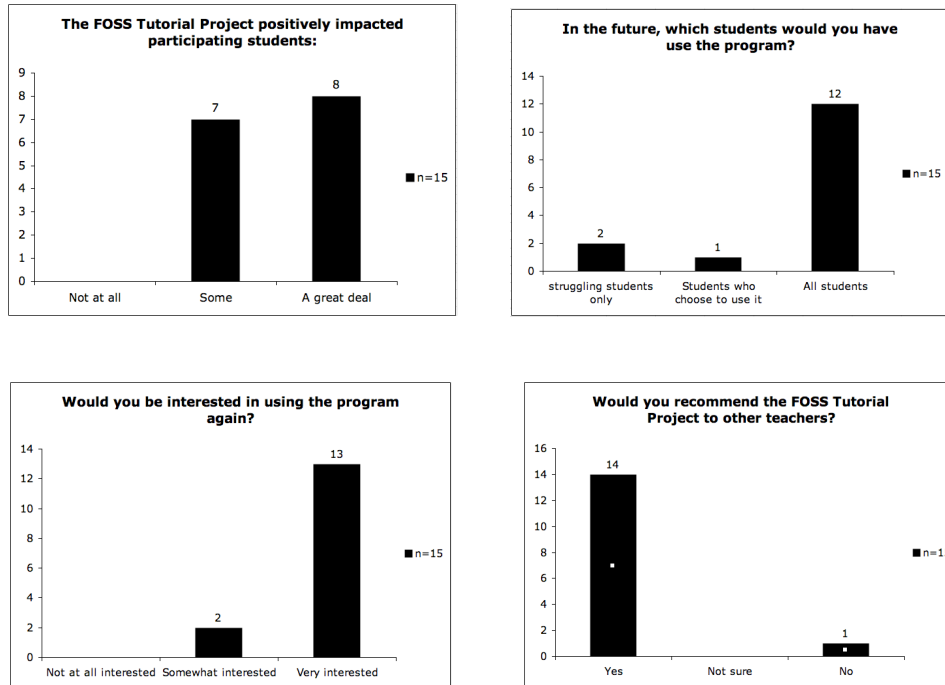 The FOSS Tutorial Project positively impacted
participating students:
9
8
7
6
5
4
3
2
1
0
7
8
n=15
Not at all Some A great deal
In the future, which students would you have
use the program?
14
12
10
8
6
4
2
0
2
1
12
n=15
struggling students Students who All students
only choose to use it
Would you be interested in using the program
again?
14
12
10
8
6
4
2
0
2
13
n=15
Not at all interested Somewhat interested Very interested
Would you recommend the FOSS Tutorial
Project to other teachers?
16
14
12
10
8
6
4
2
0
14
1
n=1
Yes Not sure No